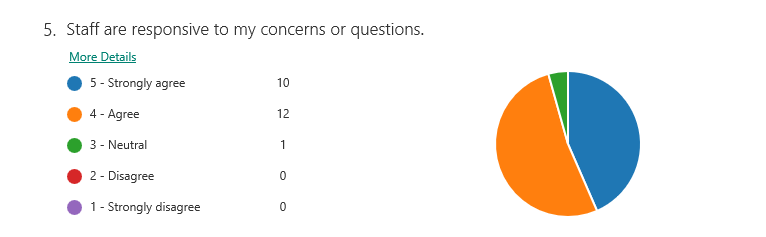 5. Staff are responsive to my concerns or questions.
More Details
5 - Strongly agree 10
4 - Agree 12
3 - Neutral 1
2 - Disagree 0
1 - Strongly disagree 0